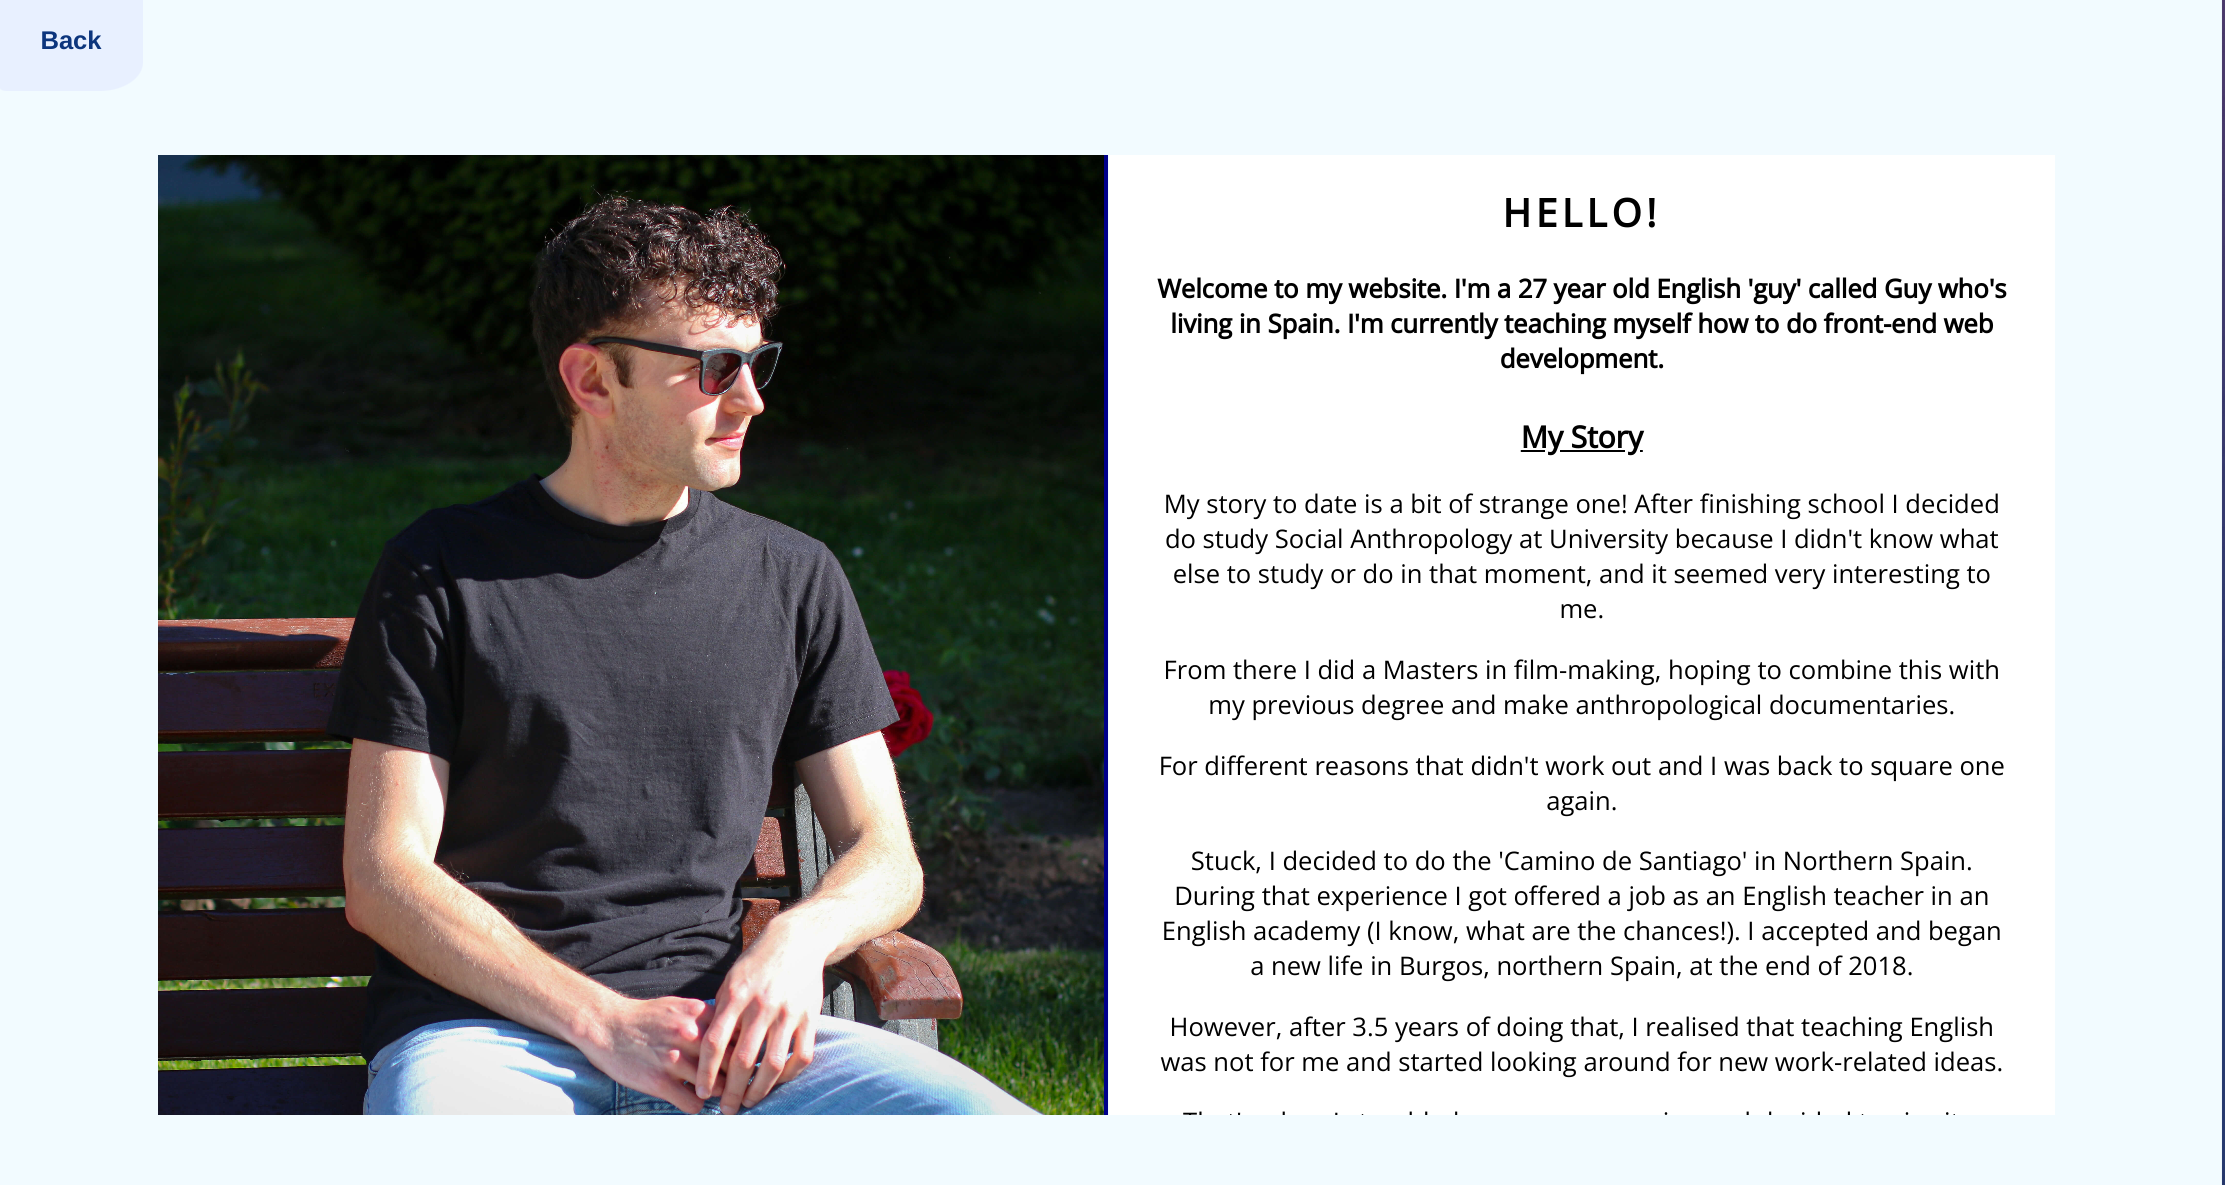 Back
HELLO!
Welcome to my website. I'm a 27 year old English 'guy' called Guy who's
living in Spain. I'm currently teaching myself how to do front-end web
development.
My Story
My story to date is a bit of strange one! After finishing school I decided
do study Social Anthropology at University because I didn't know what
else to study or do in that moment, and it seemed very interesting to
me.
From there I did a Masters in film-making, hoping to combine this with
my previous degree and make anthropological documentaries.
For different reasons that didn't work out and I was back to square one
again.
Stuck, I decided to do the 'Camino de Santiago' in Northern Spain.
During that experience I got offered a job as an English teacher in an
English academy (I know, what are the chances!). I accepted and began
a new life in Burgos, northern Spain, at the end of 2018.
However, after 3.5 years of doing that, I realised that teaching English
was not for me and started looking around for new work-related ideas.